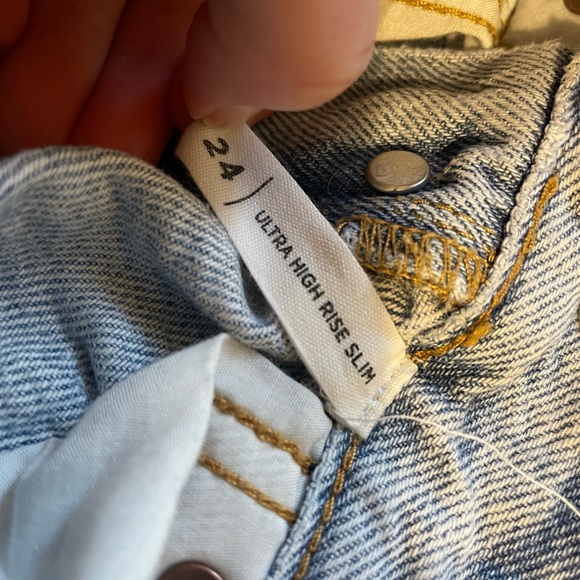 24 )
ULTRA HIGH RISE SLIM